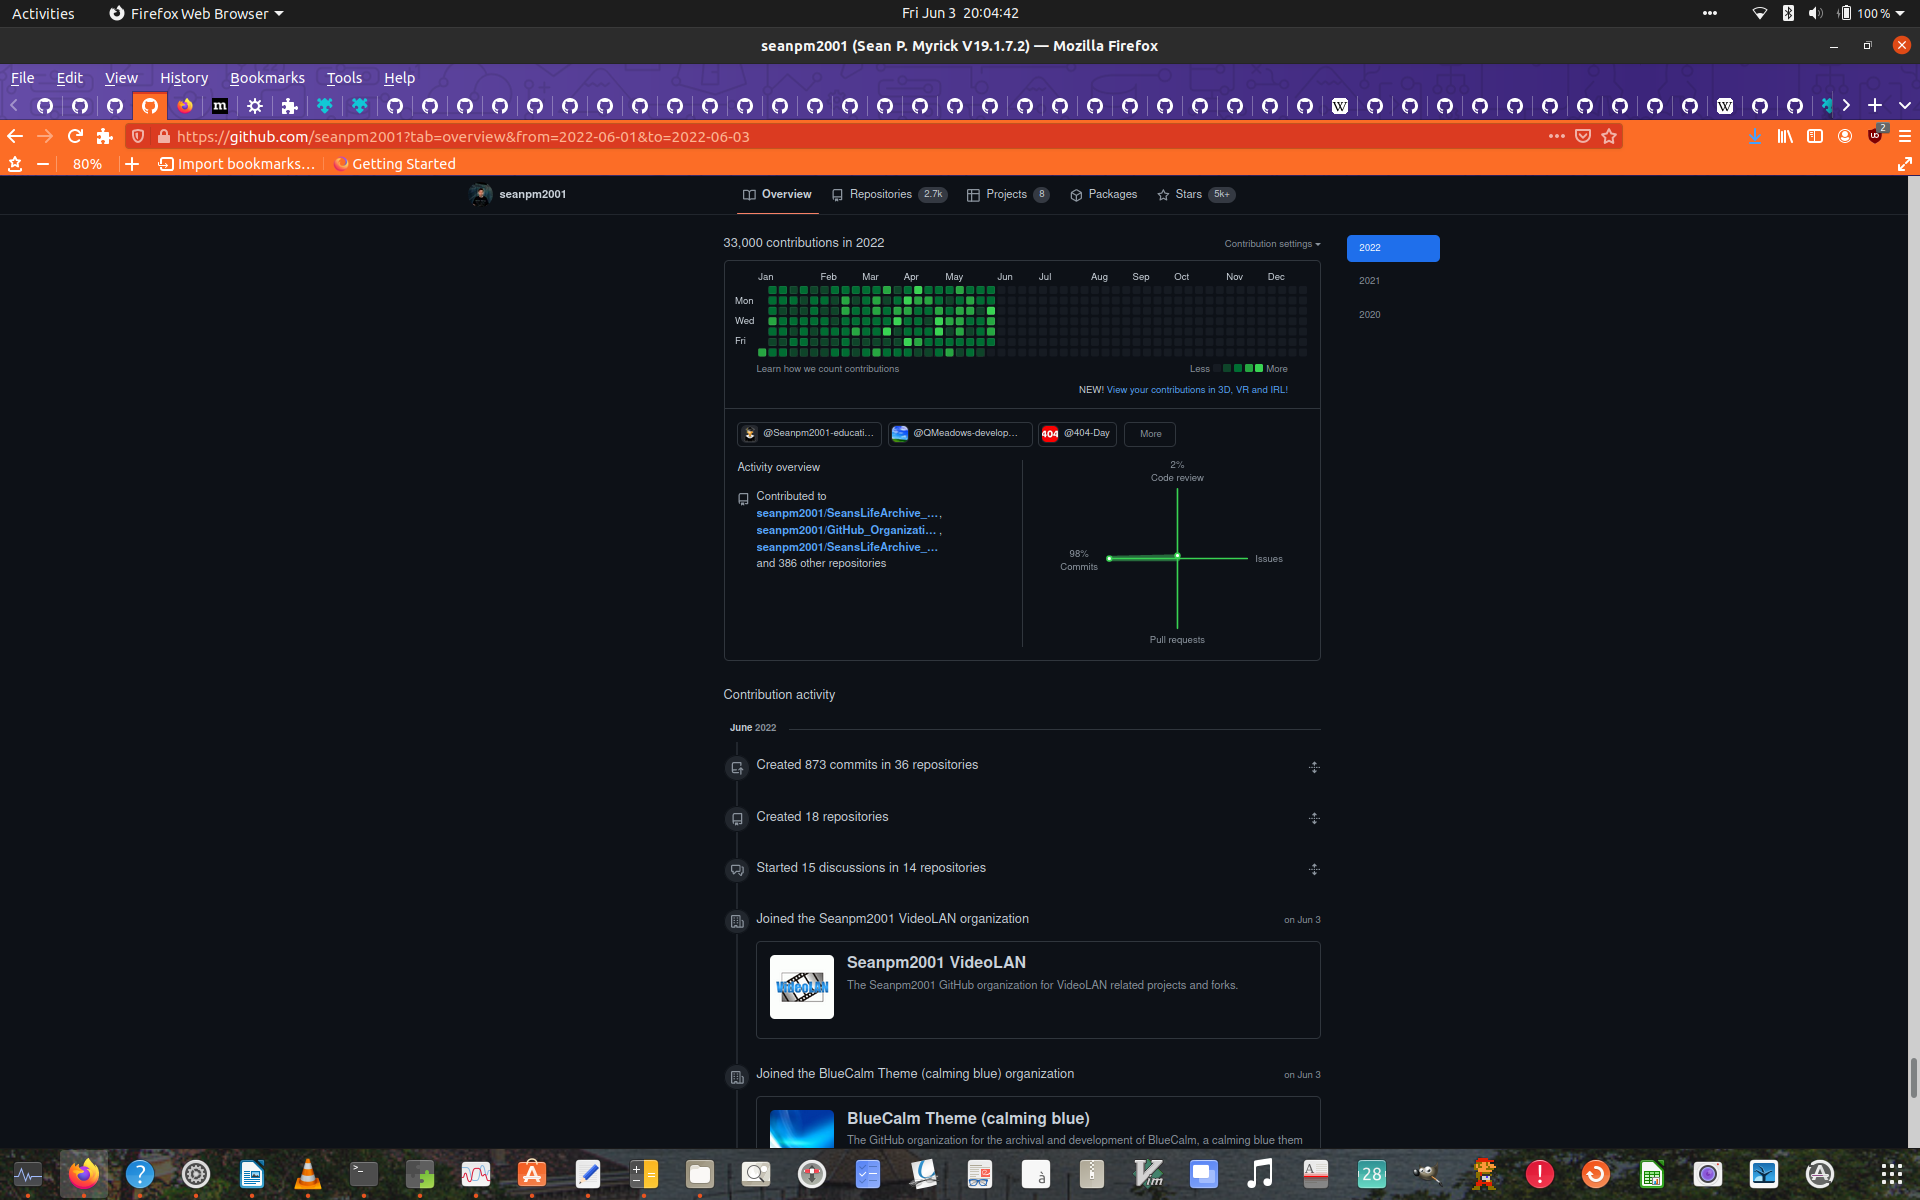 Activities
Firefox Web Browser
Fri Jun 3 20:04:42
100 %
seanpm2001 (Sean P. Myrick V19.1.7.2) — Mozilla Firefox
File Edit View History Bookmarks Tools Help
https://github.com/seanpm2001?tab=overview&from=2022-06-01&to=2022-06-03
2
80%
Import bookmarks...
Getting Started
seanpm2001
Overview
Repositories 2.7k
Projects 8
Packages
Stars 5k+
33,000 contributions in 2022
Contribution settings
2022
2021
2020
Jan Feb Mar Apr May Jun Jul Aug Sep Oct Nov Dec
Mon
Wed
Fri
Learn how we count contributions
Less More
NEW! View your contributions in 3D, VR and IRL!
@Seanpm2001-educati...
@QMeadows-develop...
404 @404-Day
More
Activity overview
Contributed to
seanpm2001/SeansLifeArchive_...,
seanpm2001/GitHub_Organizati... ,
seanpm2001/SeansLifeArchive_...
and 386 other repositories
2%
Code review
98%
Commits
Issues
Pull requests
Contribution activity
June 2022
Created 873 commits in 36 repositories
Created 18 repositories
Started 15 discussions in 14 repositories
Joined the Seanpm2001 VideoLAN organization
on Jun 3
VideoLAN
Seanpm2001 VideoLAN
The Seanpm2001 GitHub organization for VideoLAN related projects and forks.
Joined the BlueCalm Theme (calming blue) organization
on Jun 3
BlueCalm Theme (calming blue)
The GitHub organization for the archival and development of BlueCalm, a calming blue them
28